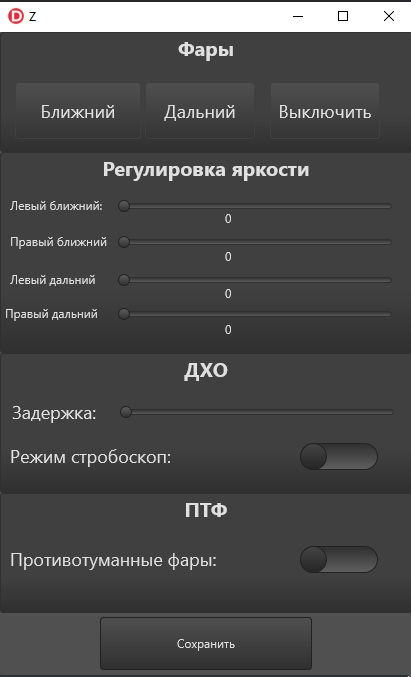 Z
Фары
Ближний Дальний Выключить
Регулировка яркости
Левый ближний:
0
Правый ближний
0
Левый дальний
0
Правый дальний
0
ДХО
Задержка:
Режим стробоскоп:
ПТФ
Противотуманные фары:
Сохранить